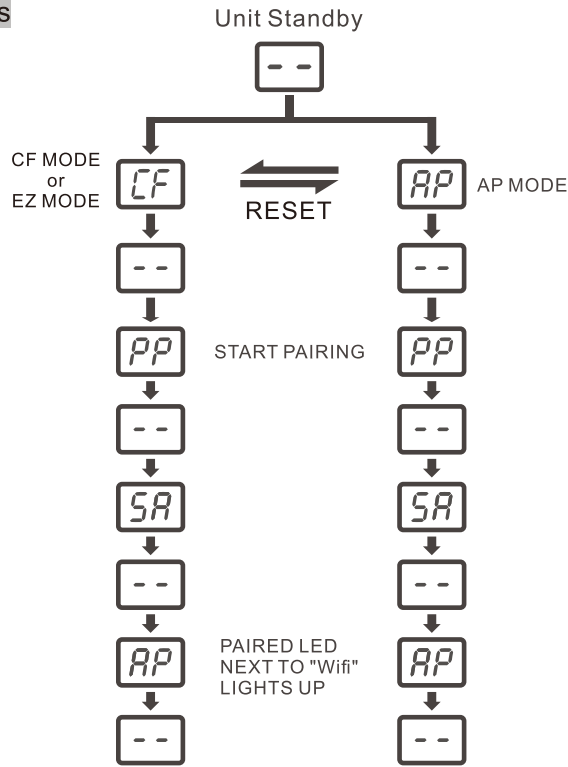 s
Unit Standby
- -
CF MODE
or
EZ MODE
CF
RESET
AP
AP MODE
- -
- -
PP
START PAIRING
PP
- -
- -
SA
SA
- -
- -
AP
PAIRED LED
NEXT TO "Wifi"
LIGHTS UP
AP
- -
- -